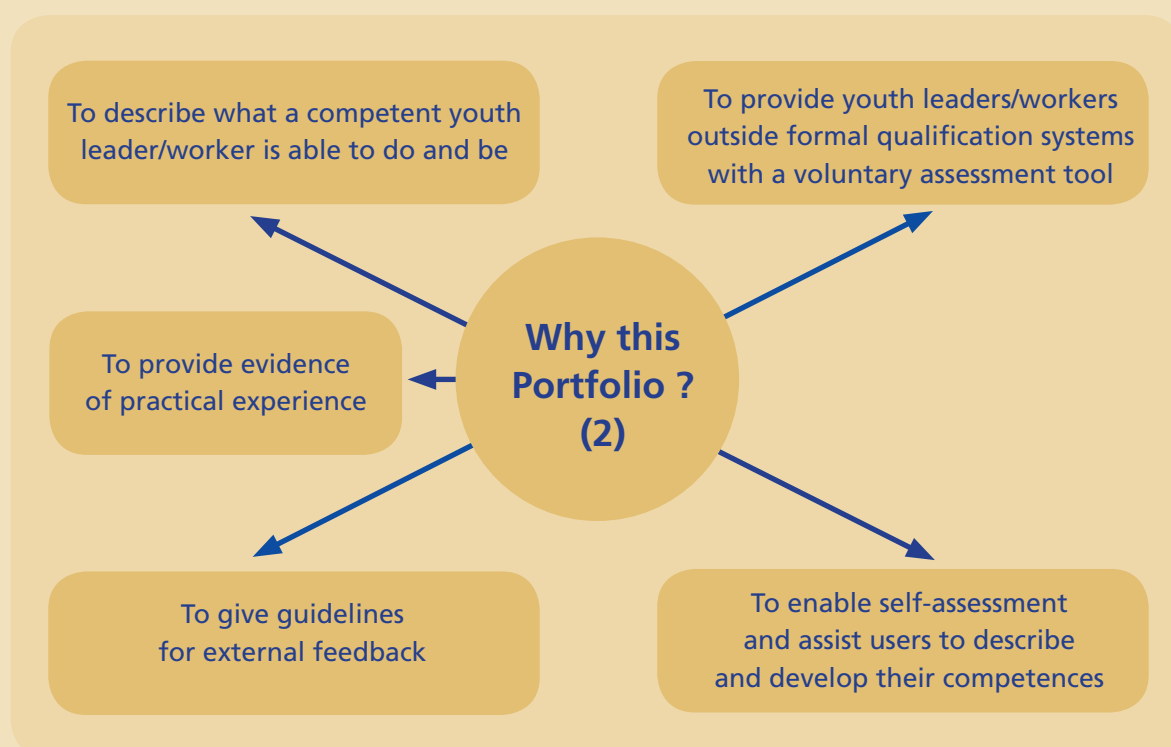 To describe what a competent youth
leader/worker is able to do and be
To provide youth leaders/workers
outside formal qualification systems
with a voluntary assessment tool
Why this
Portfolio ?
(2)
To provide evidence
of practical experience
To give guidelines
for external feedback
To enable self-assessment
and assist users to describe
and develop their competences